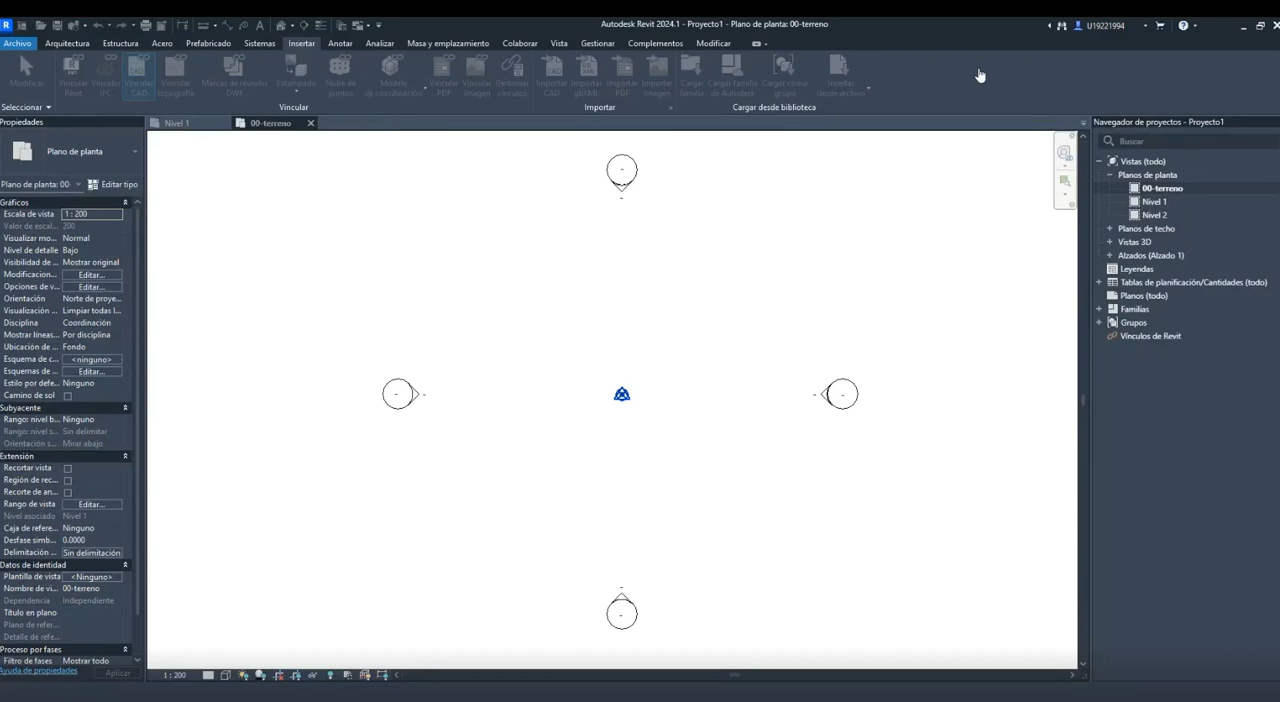 Autodesk Revit 2024.1 - Proyecto1 - Plano de planta: 00-terreno
U19221994
Archivo Arquitectura Estructura Acero Prefabricado Sistemas Insertar Anotar Analizar Masa y emplazamiento Colaborar Vista Gestionar Complementos Modificar
Modificar
Vincular Revit
Vincular IFC
Vincular CAD
Vincular topografía
Marcas de revisión DWF
Estampado
Nube de puntos
Modelo de coordinación
Vincular PDF
Vincular imagen
Gestionar vínculos
Importar CAD
Importar gbXML
Importar PDF
Importar imagen
Cargar familia
Cargar familia de Autodesk
Cargar como grupo
Insertar desde archivo
Seleccionar
Vincular
Importar
Cargar desde biblioteca
Propiedades
Nivel 1
00-terreno
Navegador de proyectos - Proyecto1
Plano de planta
Buscar
Plano de planta: 00-
Editar tipo
Gráficos
Escala de vista 1 : 200
Valor de escal... 200
Visualizar mo... Normal
Nivel de detalle Bajo
Visibilidad de Mostrar original
Modificacion... Editar...
Opciones de v... Editar...
Orientación Norte de proye...
Visualización ... Limpiar todas l...
Disciplina Coordinación
Mostrar líneas... Por disciplina
Ubicación de ... Fondo
Esquema de c... <ninguno>
Esquemas de ... Editar...
Estilo por defe... Ninguno
Camino de sol
Subyacente
Rango: nivel b... Ninguno
Rango: nivel s... Sin delimitar
Orientación s... Mirar abajo
Extensión
Recortar vista
Región de rec...
Recorte de an...
Rango de vista Editar...
Nivel asociado Nivel 1
Caja de refere... Ninguno
Desfase simb... 0.0000
Delimitación ... Sin delimitación
Datos de identidad
Plantilla de vista <Ninguno>
Nombre de vi... 00-terreno
Dependencia Independiente
Título en plano
Plano de refer...
Detalle de refe...
Proceso por fases
Filtro de fases Mostrar todo
Ayuda de propiedades
Aplicar
1 : 200
Vistas (todo)
Planos de planta
00-terreno
Nivel 1
Nivel 2
Planos de techo
Vistas 3D
Alzados (Alzado 1)
Leyendas
Tablas de planificación/Cantidades (todo)
Planos (todo)
Familias
Grupos
Vínculos de Revit